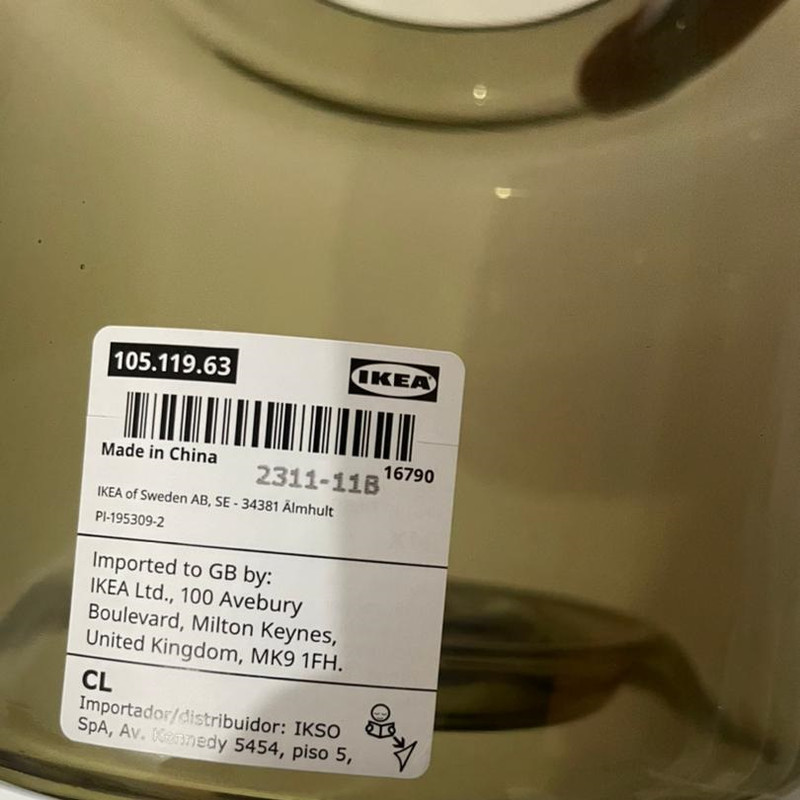 105.119.63
IKEA
Made in China
2311-11B
16790
IKEA of Sweden AB, SE - 34381 Älmhult
PI-195309-2
Imported to GB by:
IKEA Ltd., 100 Avebury
Boulevard, Milton Keynes,
United Kingdom, MK9 1FH.
CL
Importador/distribuidor: IKSO
SpA, Av. Kennedy 5454, piso 5,